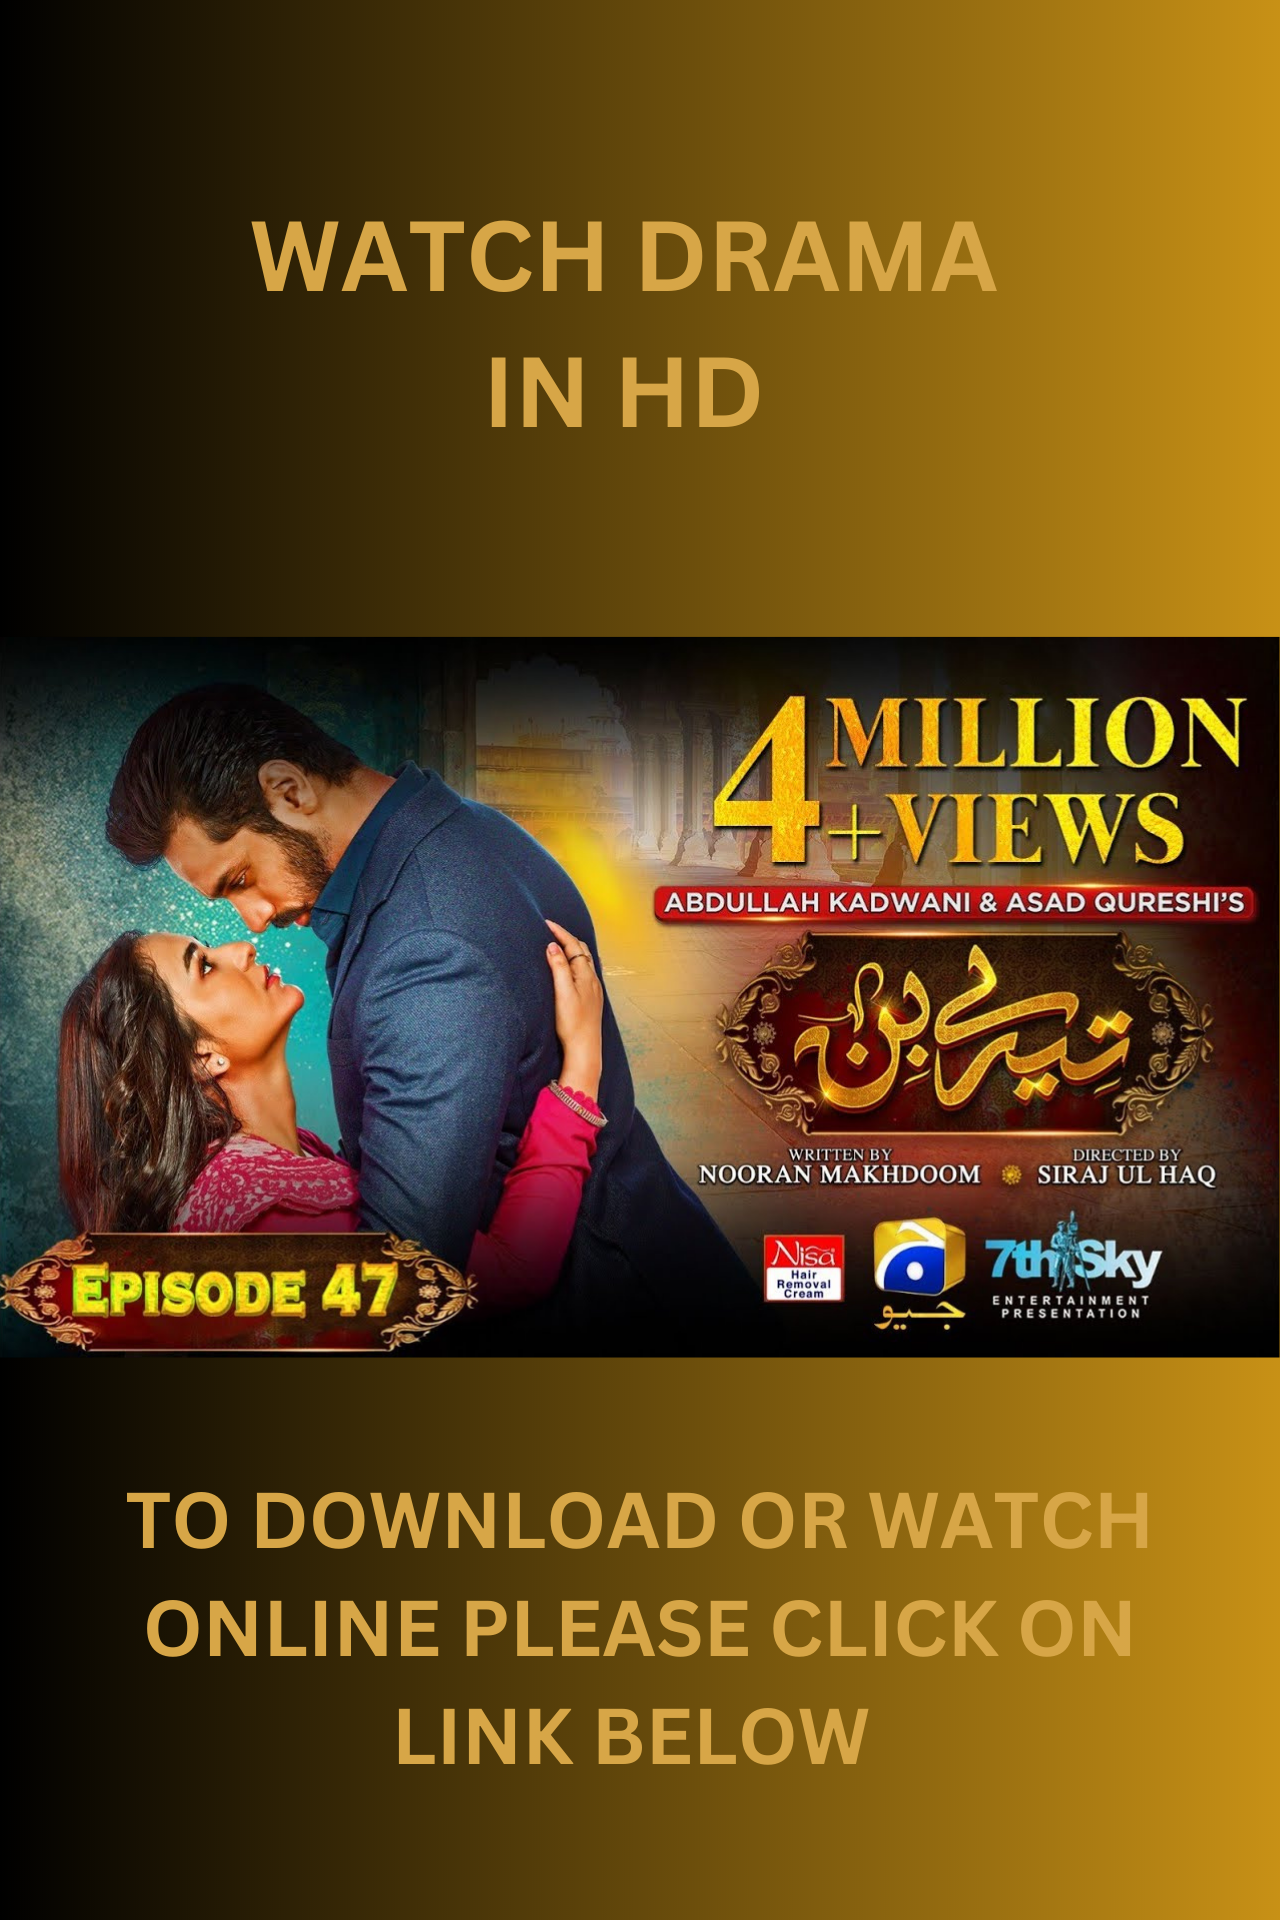 WATCH DRAMA
IN HD
4 MILLION
+VIEWS
ABDULLAH KADWANI & ASAD QURESHI'S
تیرے بن
WRITTEN BY
NOORAN MAKHDOOM
DIRECTED BY
SIRAJ UL HAQ
EPISODE 47
Nisa
Hair
Removal
Cream
جیو
7th Sky
ENTERTAINMENT
PRESENTATION
TO DOWNLOAD OR WATCH
ONLINE PLEASE CLICK ON
LINK BELOW